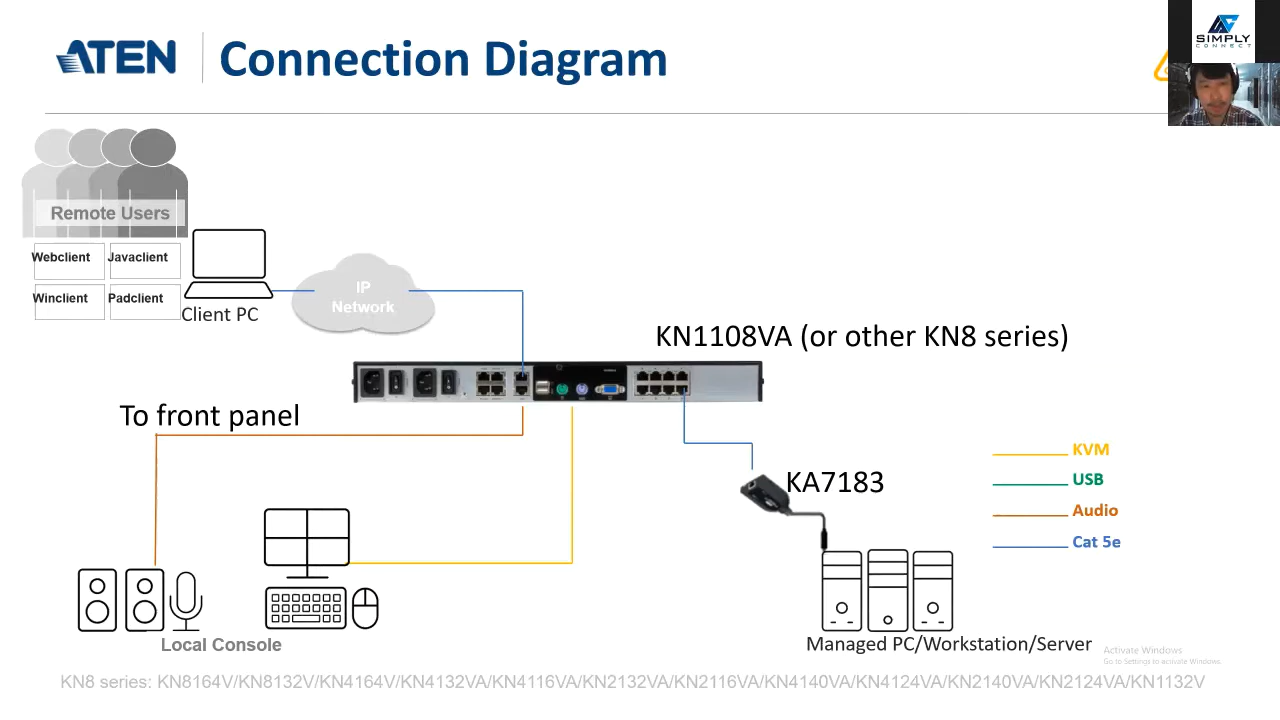 ATEN
Connection Diagram
SIMPLY
CONNECT
Remote Users
Webclient
Javaclient
Winclient
Padclient
Client PC
IP
Network
KN1108VA (or other KN8 series)
To front panel
KA7183
KVM
USB
Audio
Cat 5e
Local Console
Managed PC/Workstation/Server
Activate Windows
Go to Settings to activate Windows.
KN8 series: KN8164V/KN8132V/KN4164V/KN4132VA/KN4116VA/KN2132VA/KN2116VA/KN4140VA/KN4124VA/KN2140VA/KN2124VA/KN1132V